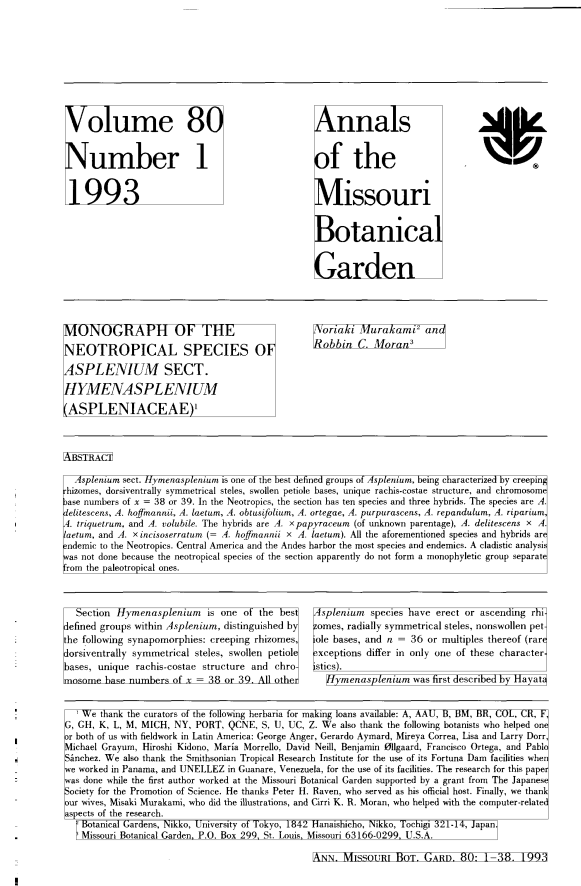 Volume 80
Number 1
1993
Annals
of the
Missouri
Botanical
Garden
®
MONOGRAPH OF THE
NEOTROPICAL SPECIES OF
ASPLENIUM SECT.
HYMENASPLENIUM
(ASPLENIACEAE)¹
Noriaki Murakami² and
Robbin C. Moran³
ABSTRACT
Asplenium sect. Hymenasplenium is one of the best defined groups of Asplenium, being characterized by creeping
rhizomes, dorsiventrally symmetrical steles, swollen petiole bases, unique rachis-costae structure, and chromosome
base numbers of x = 38 or 39. In the Neotropics, the section has ten species and three hybrids. The species are A.
delitescens, A. hoffmannii, A. laetum, A. obtusifolium, A. ortegae, A. purpurascens, A. repandulum, A. riparium,
A. triquetrum, and A. volubile. The hybrids are A. ×papyraceum (of unknown parentage), A. delitescens × A.
laetum, and A. ×incisoserratum (= A. hoffmannii × A. laetum). All the aforementioned species and hybrids are
endemic to the Neotropics. Central America and the Andes harbor the most species and endemics. A cladistic analysis
was not done because the neotropical species of the section apparently do not form a monophyletic group separate
from the paleotropical ones.
Section Hymenasplenium is one of the best
defined groups within Asplenium, distinguished by
the following synapomorphies: creeping rhizomes,
dorsiventrally symmetrical steles, swollen petiole
bases, unique rachis-costae structure and chro-
mosome base numbers of x = 38 or 39. All other
Asplenium species have erect or ascending rhi-
zomes, radially symmetrical steles, nonswollen pet-
iole bases, and n = 36 or multiples thereof (rare
exceptions differ in only one of these character-
istics).
Hymenasplenium was first described by Hayata
¹ We thank the curators of the following herbaria for making loans available: A, AAU, B, BM, BR, COL, CR, F,
G, GH, K, L, M, MICH, NY, PORT, QCNE, S, U, UC, Z. We also thank the following botanists who helped one
or both of us with fieldwork in Latin America: George Anger, Gerardo Aymard, Mireya Correa, Lisa and Larry Dorr,
Michael Grayum, Hiroshi Kidono, María Morrello, David Neill, Benjamin Øllgaard, Francisco Ortega, and Pablo
Sánchez. We also thank the Smithsonian Tropical Research Institute for the use of its Fortuna Dam facilities when
we worked in Panama, and UNELLEZ in Guanare, Venezuela, for the use of its facilities. The research for this paper
was done while the first author worked at the Missouri Botanical Garden supported by a grant from The Japanese
Society for the Promotion of Science. He thanks Peter H. Raven, who served as his official host. Finally, we thank
our wives, Misaki Murakami, who did the illustrations, and Cirri K. R. Moran, who helped with the computer-related
aspects of the research.
² Botanical Gardens, Nikko, University of Tokyo, 1842 Hanaishicho, Nikko, Tochigi 321-14, Japan.
³ Missouri Botanical Garden, P.O. Box 299, St. Louis, Missouri 63166-0299, U.S.A.
ANN. MISSOURI BOT. GARD. 80: 1–38. 1993